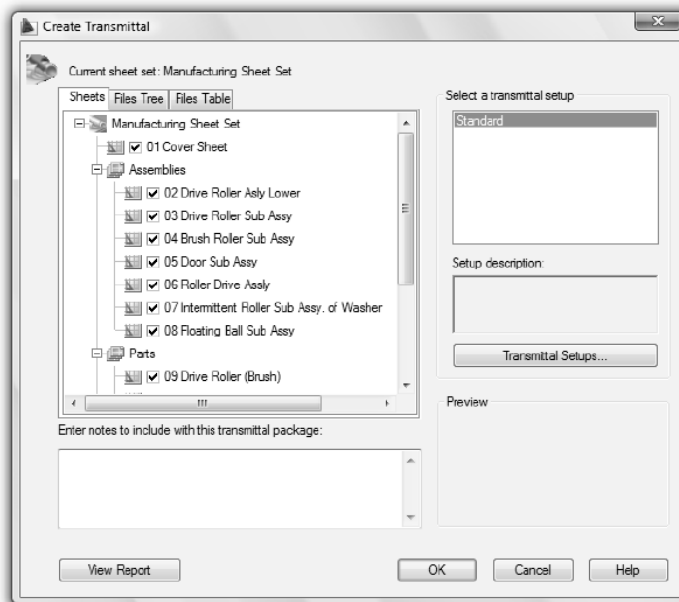 Create Transmittal
Current sheet set: Manufacturing Sheet Set
Sheets Files Tree Files Table
Manufacturing Sheet Set
01 Cover Sheet
Assemblies
02 Drive Roller Asly Lower
03 Drive Roller Sub Assy
04 Brush Roller Sub Assy
05 Door Sub Assy
06 Roller Drive Assly
07 Intermittent Roller Sub Assy. of Washer
08 Floating Ball Sub Assy
Parts
09 Drive Roller (Brush)
Enter notes to include with this transmittal package:
Select a transmittal setup
Standard
Setup description:
Transmittal Setups...
Preview
View Report
OK
Cancel
Help